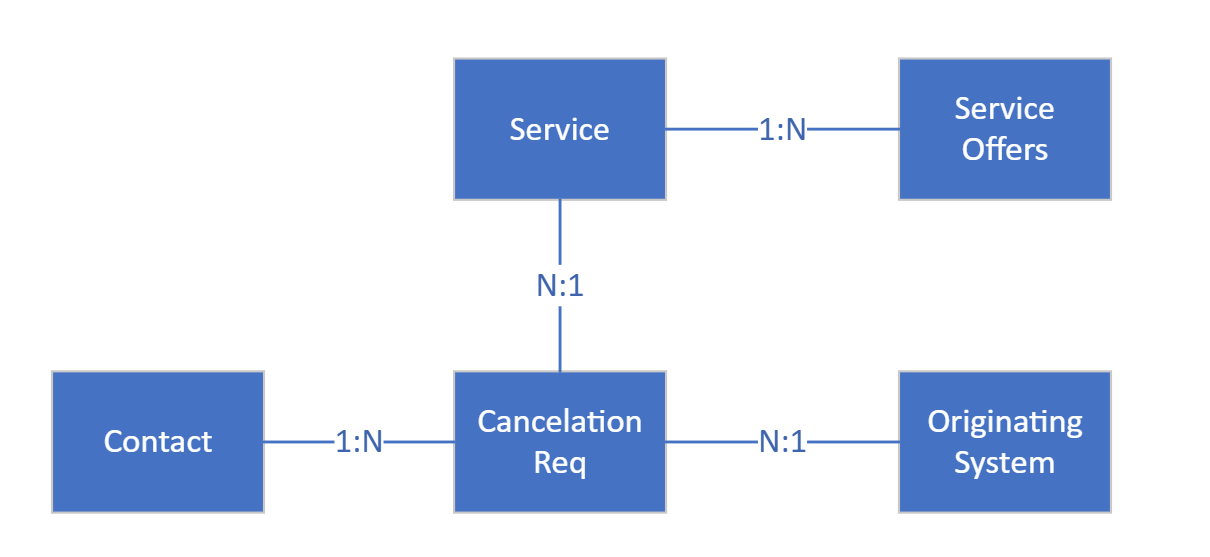 Service
1:N
Service
Offers
N:1
Contact
1:N
Cancelation
Req
N:1
Originating
System